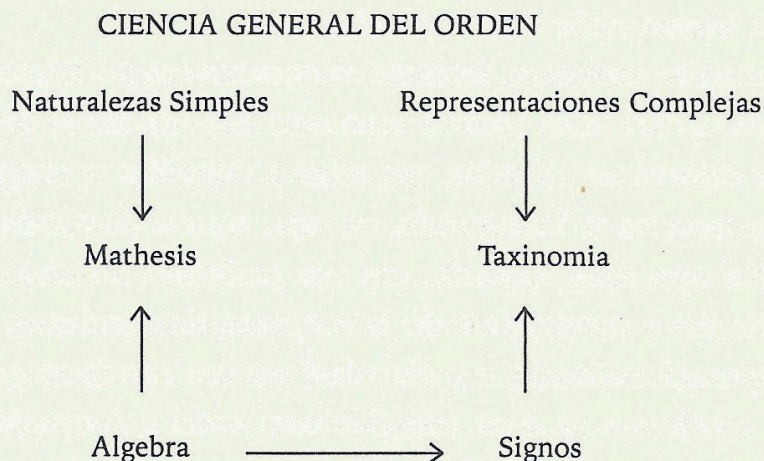 CIENCIA GENERAL DEL ORDEN
Naturalezas Simples Representaciones Complejas
Mathesis Taxinomia
Algebra Signos